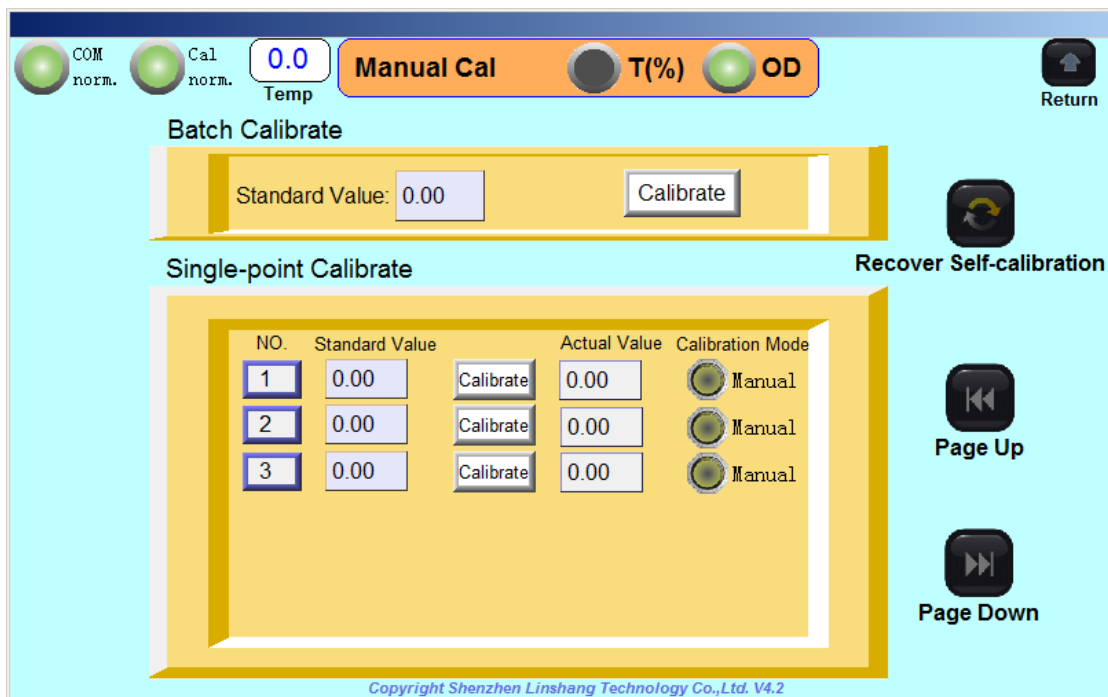 COM norm. Cal norm. 0.0 Temp Manual Cal T(%) OD Return
Batch Calibrate
Standard Value: 0.00 Calibrate
Recover Self-calibration
Single-point Calibrate
NO. Standard Value Actual Value Calibration Mode
1 0.00 Calibrate 0.00 Manual
2 0.00 Calibrate 0.00 Manual
3 0.00 Calibrate 0.00 Manual
Page Up
Page Down
Copyright Shenzhen Linshang Technology Co.,Ltd. V4.2